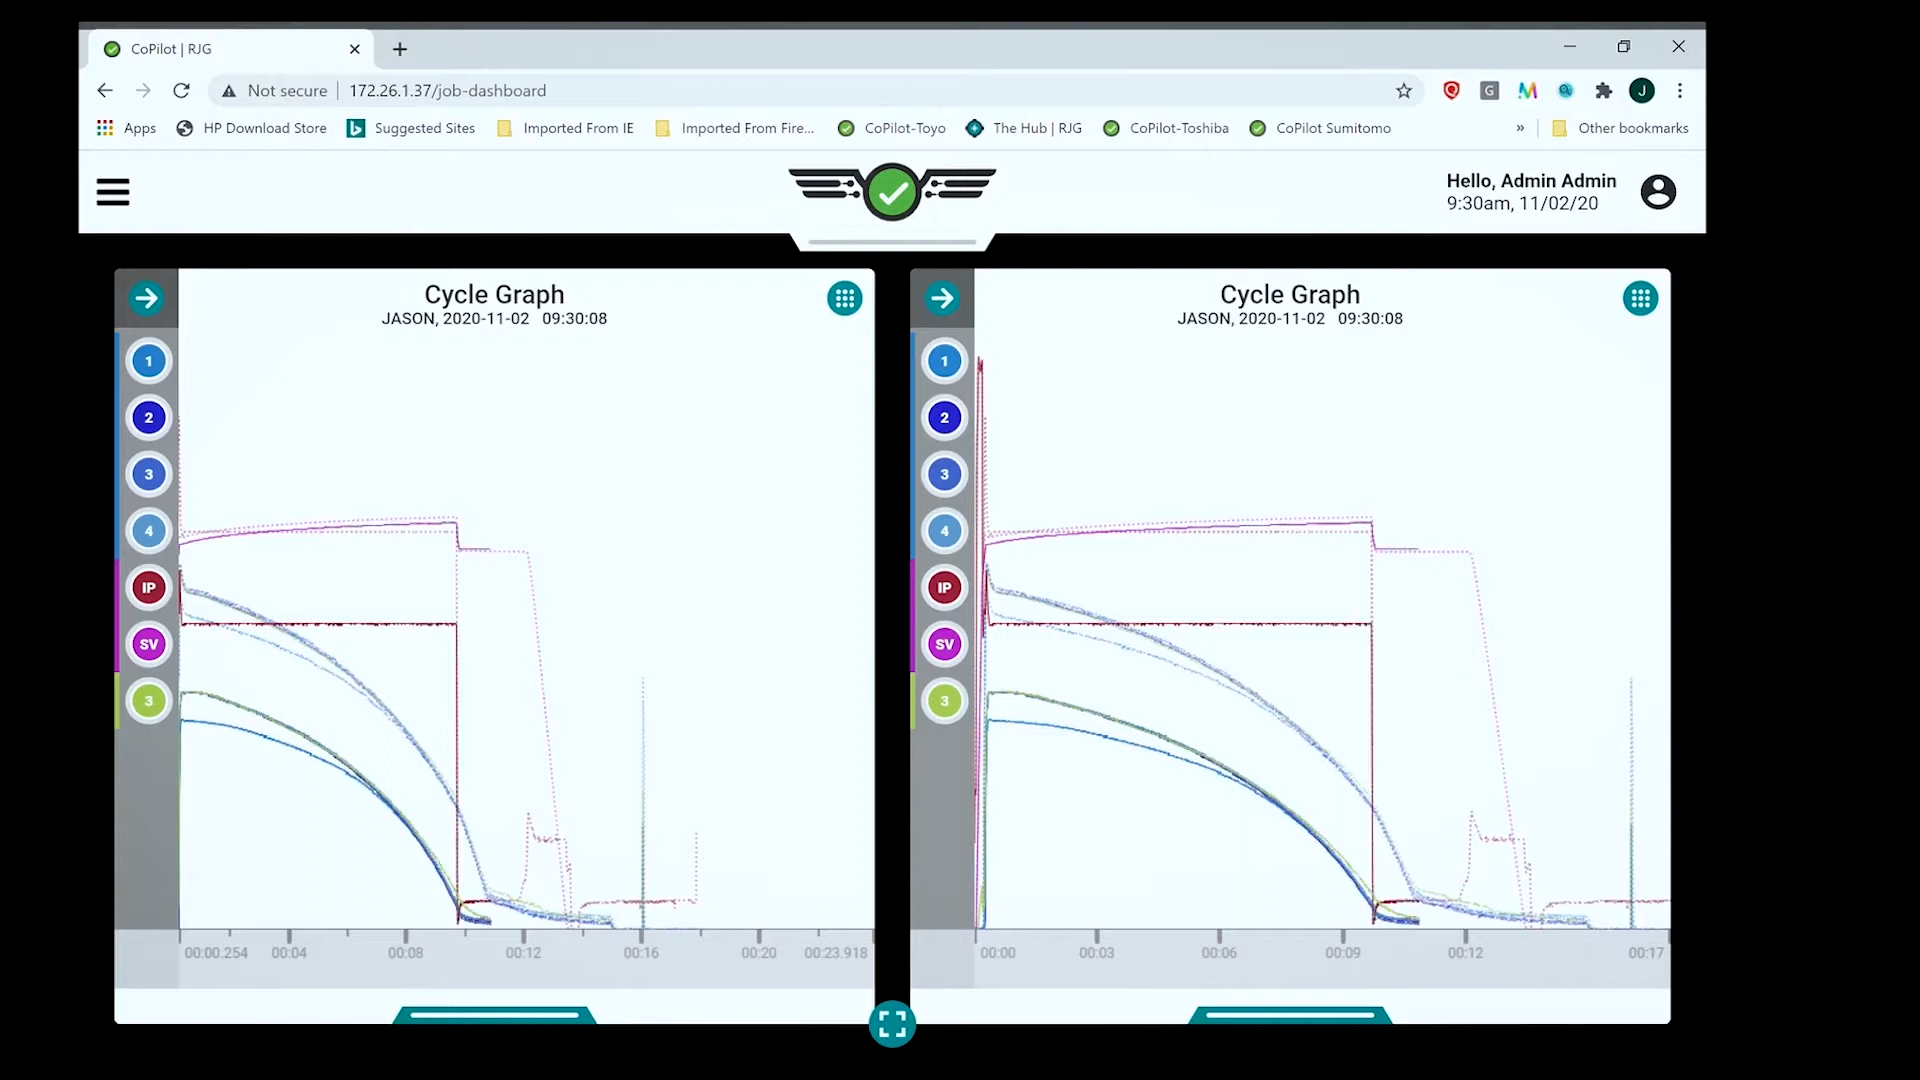 CoPilot | RJG
Not secure
172.26.1.37/job-dashboard
G
J
Apps
HP Download Store
Suggested Sites
Imported From IE
Imported From Fire...
CoPilot-Toyo
The Hub | RJG
CoPilot-Toshiba
CoPilot Sumitomo
»
Other bookmarks
Hello, Admin Admin
9:30am, 11/02/20
Cycle Graph
JASON, 2020-11-02 09:30:08
1
2
3
4
IP
SV
3
00:00.254 00:04 00:08 00:12 00:16 00:20 00:23.918
Cycle Graph
JASON, 2020-11-02 09:30:08
1
2
3
4
IP
SV
3
00:00 00:03 00:06 00:09 00:12 00:17